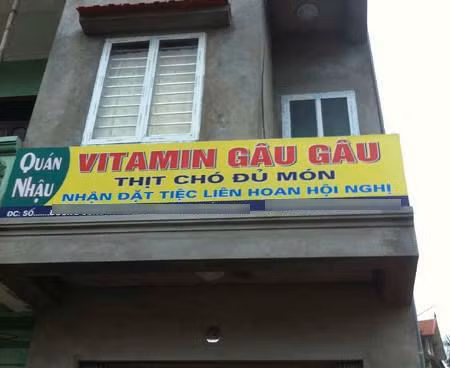 QUÁN NHẬU
VITAMIN GÂU GÂU
THỊT CHÓ ĐỦ MÓN
NHẬN ĐẶT TIỆC LIÊN HOAN HỘI NGHỊ
ĐC: SỐ.......